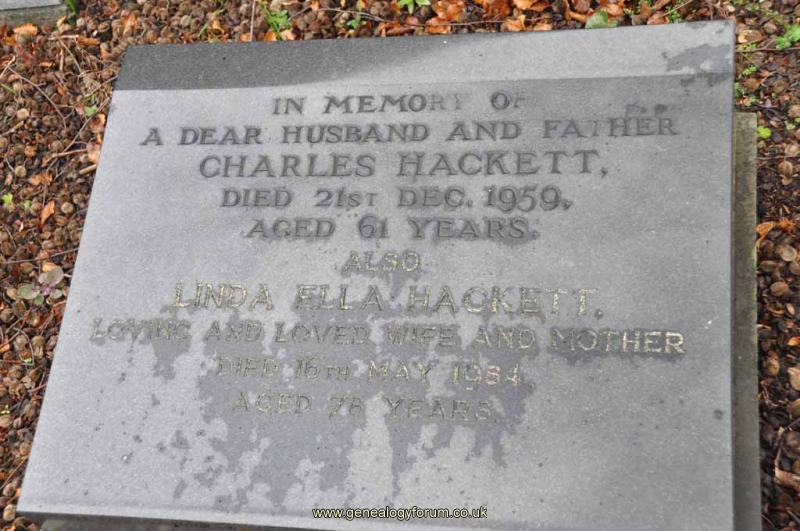 IN MEMORY OF
A DEAR HUSBAND AND FATHER
CHARLES HACKETT,
DIED 21ST DEC. 1959,
AGED 61 YEARS.
ALSO
LINDA ELLA HACKETT,
LOVING AND LOVED WIFE AND MOTHER
DIED 16TH MAY 1984
AGED 78 YEARS.
www.genealogyforum.co.uk